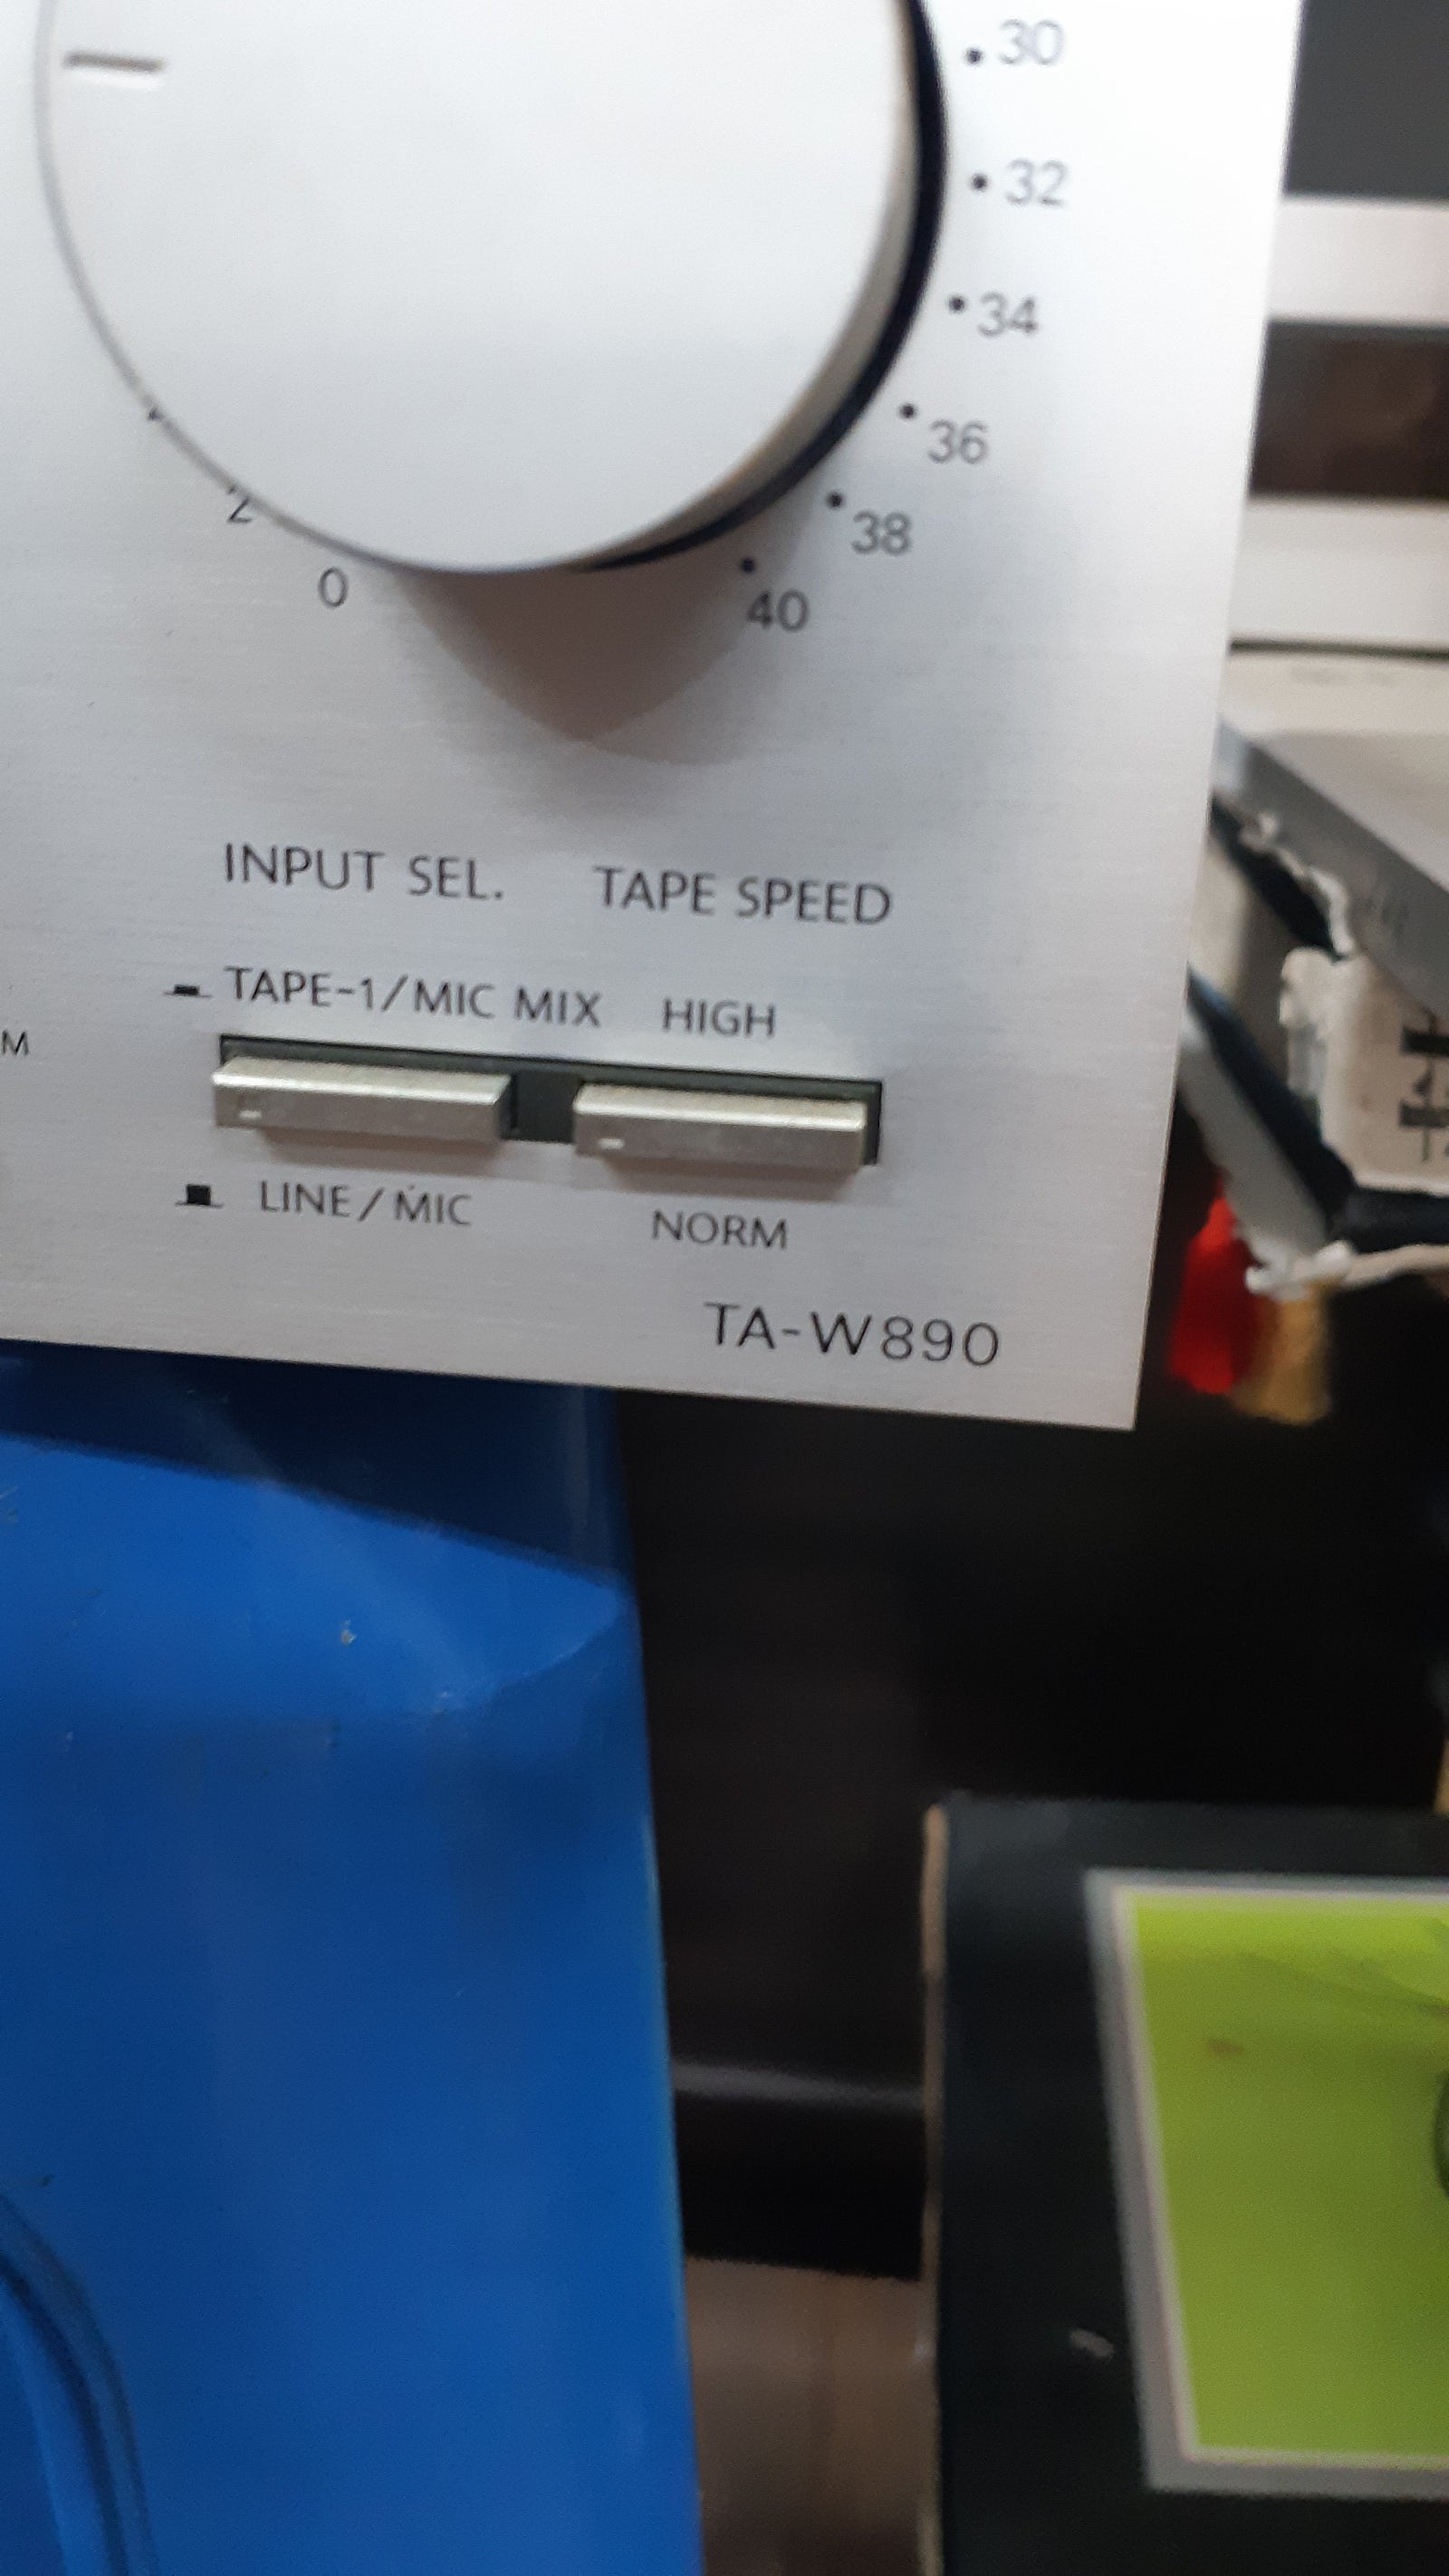 30
32
34
36
38
40
2
0
INPUT SEL. TAPE SPEED
TAPE-1/MIC MIX HIGH
M
LINE/MIC NORM
TA-W890